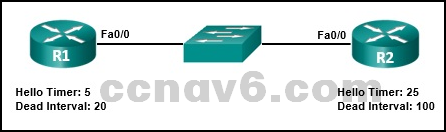 Fa0/0
Fa0/0
R1
R2
ccnav6.com
Hello Timer: 5
Dead Interval: 20
Hello Timer: 25
Dead Interval: 100